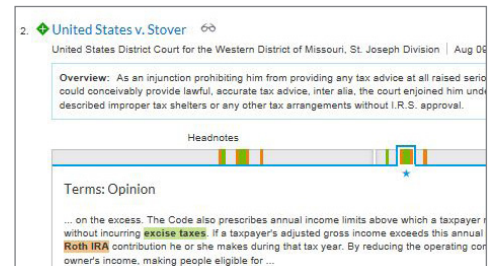 2. United States v. Stover
United States District Court for the Western District of Missouri, St. Joseph Division | Aug 09
Overview: As an injunction prohibiting him from providing any tax advice at all raised serio
could conceivably provide lawful, accurate tax advice, inter alia, the court enjoined him unde
described improper tax shelters or any other tax arrangements without I.R.S. approval.
Headnotes
Terms: Opinion
... on the excess. The Code also prescribes annual income limits above which a taxpayer r
without incurring excise taxes. If a taxpayer's adjusted gross income exceeds this annual
Roth IRA contribution he or she makes during that tax year. By reducing the operating con
owner's income, making people eligible for ...